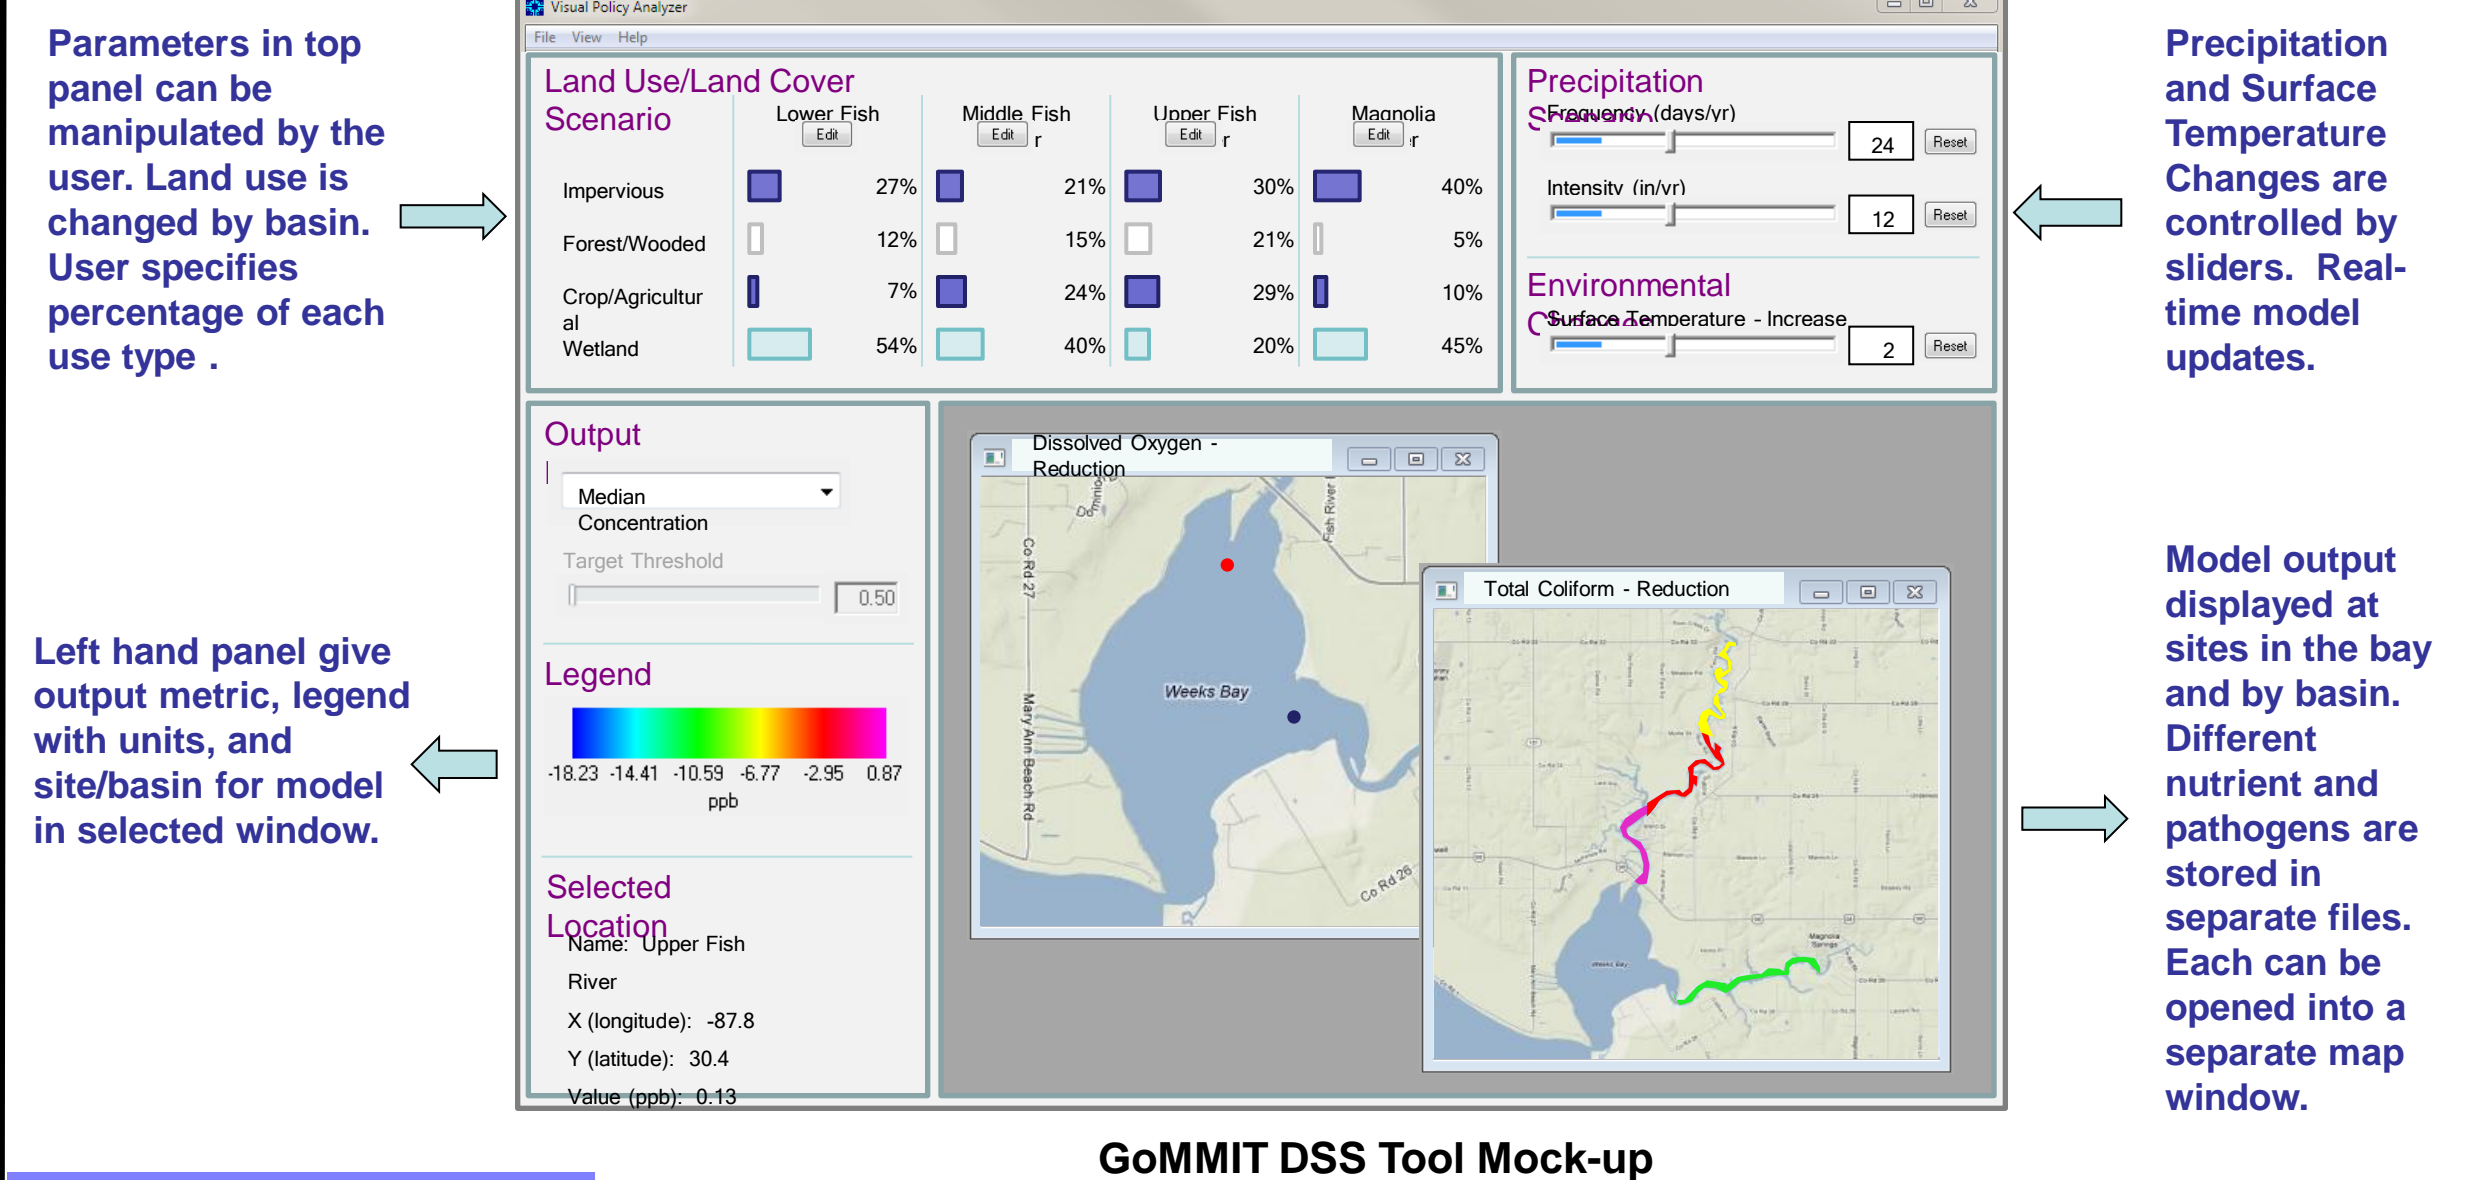 Parameters in top
panel can be
manipulated by the
user. Land use is
changed by basin.
User specifies
percentage of each
use type .
Left hand panel give
output metric, legend
with units, and
site/basin for model
in selected window.
Visual Policy Analyzer
File View Help
Land Use/Land Cover
Scenario
Lower Fish
Middle Fish
Upper Fish
Magnolia
Edit
Edit
Edit
Edit
Impervious 27% 21% 30% 40%
Forest/Wooded 12% 15% 21% 5%
Crop/Agricultur
al
7% 24% 29% 10%
Wetland 54% 40% 20% 45%
Precipitation
Scenario
Frequency (days/yr)
24 Reset
Intensity (in/yr)
12 Reset
Environmental
Changes
Surface Temperature - Increase
2 Reset
Output
Median
Concentration
Target Threshold
0.50
Legend
-18.23 -14.41 -10.59 -6.77 -2.95 0.87
ppb
Selected
Location
Name: Upper Fish
River
X (longitude): -87.8
Y (latitude): 30.4
Value (ppb): 0.13
Dissolved Oxygen -
Reduction
Co Rd 27
Fish River
Weeks Bay
Mary Ann Beach Rd
Co Rd 26
Total Coliform - Reduction
Magnolia
Springs
Weeks Bay
Precipitation
and Surface
Temperature
Changes are
controlled by
sliders. Real-
time model
updates.
Model output
displayed at
sites in the bay
and by basin.
Different
nutrient and
pathogens are
stored in
separate files.
Each can be
opened into a
separate map
window.
GoMMIT DSS Tool Mock-up